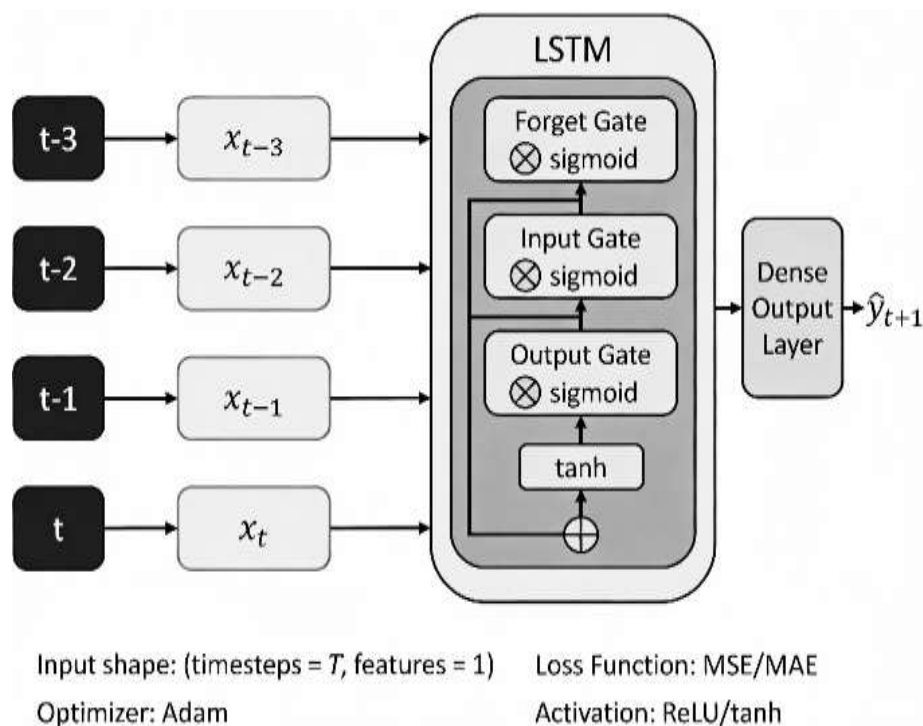 LSTM
t-3
x_{t-3}
Forget Gate
⊗ sigmoid
t-2
x_{t-2}
Input Gate
⊗ sigmoid
Dense
Output
Layer
ŷ_{t+1}
t-1
x_{t-1}
Output Gate
⊗ sigmoid
tanh
t
x_t
Input shape: (timesteps = T, features = 1)
Loss Function: MSE/MAE
Optimizer: Adam
Activation: ReLU/tanh